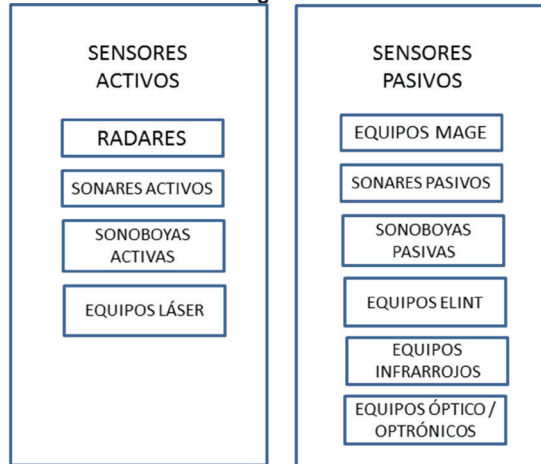 SENSORES
ACTIVOS
RADARES
SONARES ACTIVOS
SONOBOYAS
ACTIVAS
EQUIPOS LÁSER
SENSORES
PASIVOS
EQUIPOS MAGE
SONARES PASIVOS
SONOBOYAS
PASIVAS
EQUIPOS ELINT
EQUIPOS
INFRARROJOS
EQUIPOS ÓPTICO /
OPTRÓNICOS